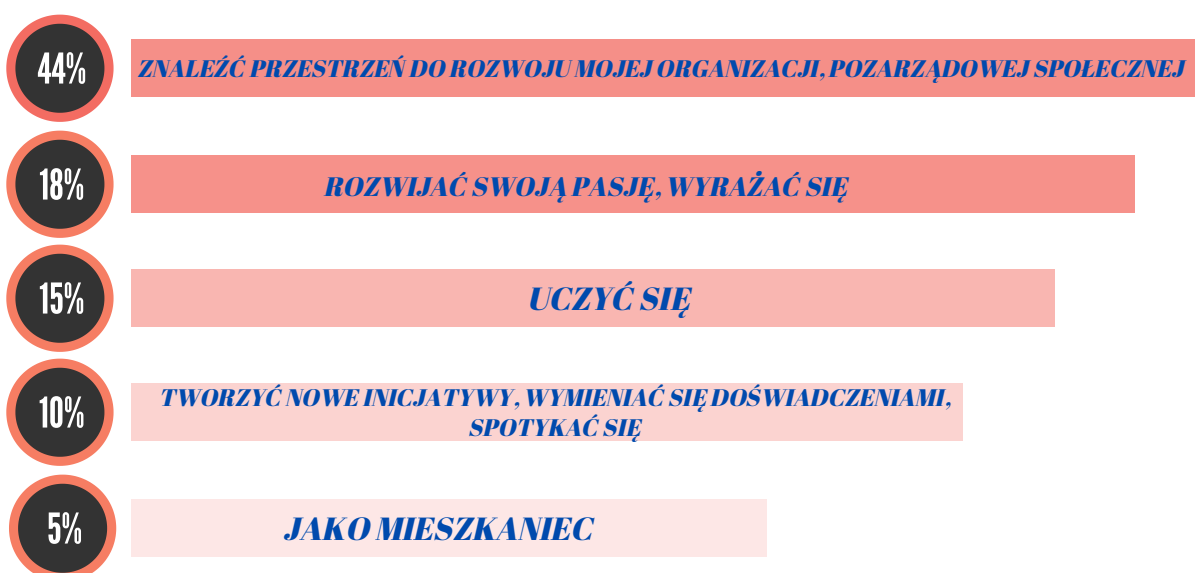 44%
ZNALEŹĆ PRZESTRZEŃ DO ROZWOJU MOJEJ ORGANIZACJI, POZARZĄDOWEJ SPOŁECZNEJ
18%
ROZWIJAĆ SWOJĄ PASJĘ, WYRAŻAĆ SIĘ
15%
UCZYĆ SIĘ
10%
TWORZYĆ NOWE INICJATYWY, WYMIENIAĆ SIĘ DOŚWIADCZENIAMI,
SPOTYKAĆ SIĘ
5%
JAKO MIESZKANIEC